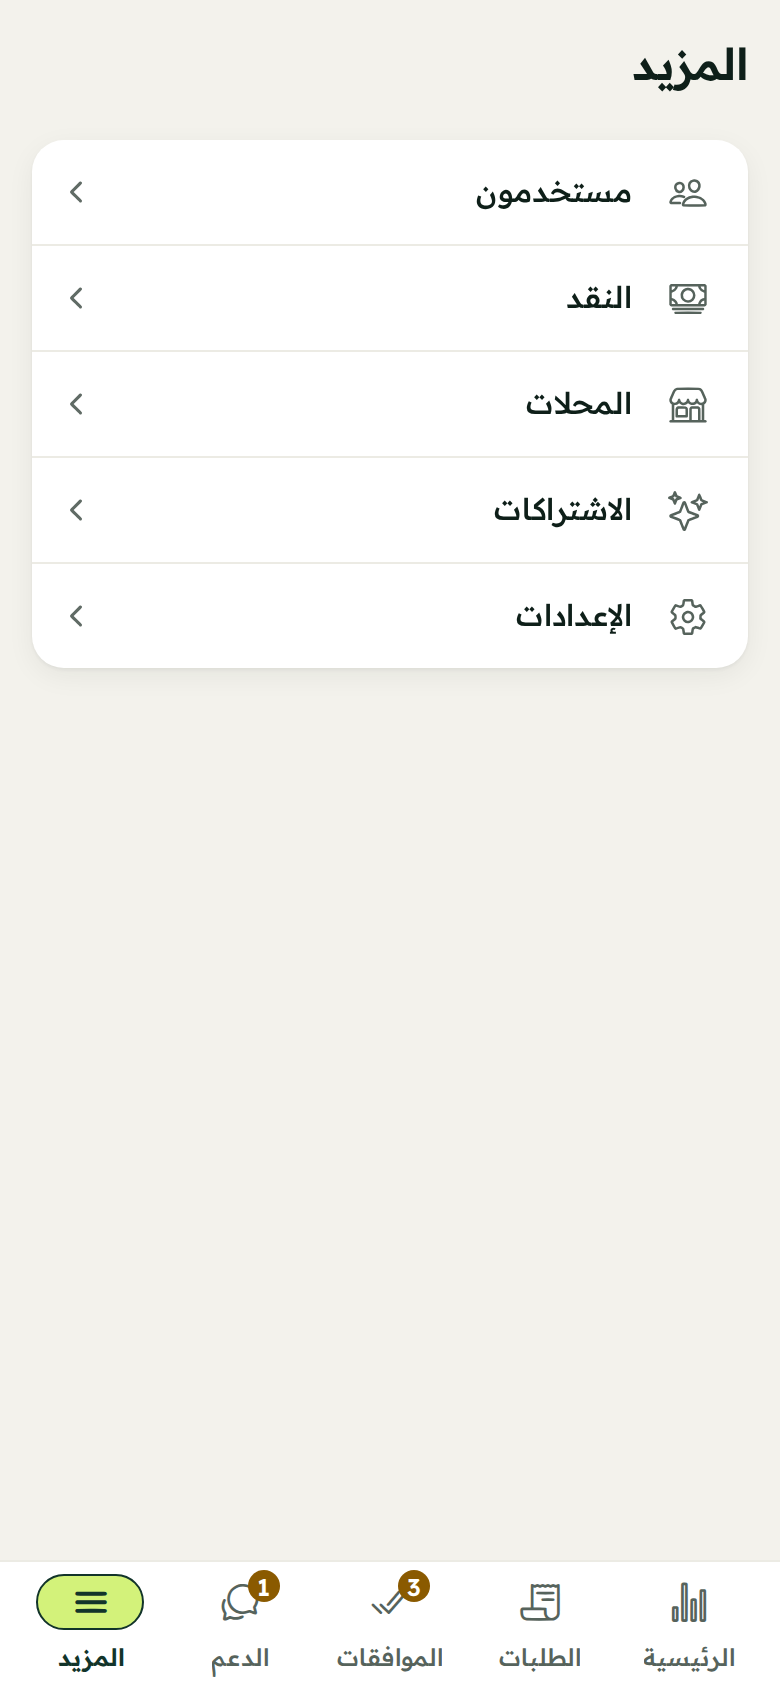 المزيد
مستخدمون
النقد
المحلات
الاشتراكات
الإعدادات
3
1
الرئيسية
الطلبات
الموافقات
الدعم
المزيد